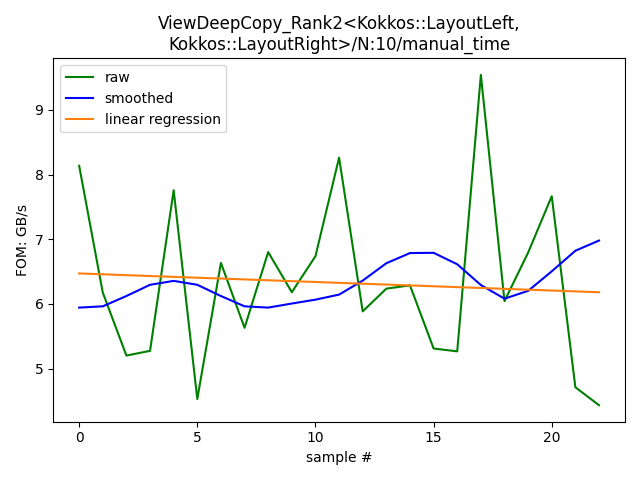 ViewDeepCopy_Rank2<Kokkos::LayoutLeft,
Kokkos::LayoutRight>/N:10/manual_time
raw
smoothed
linear regression
FOM: GB/s
9
8
7
6
5
0
5
10
15
20
sample #